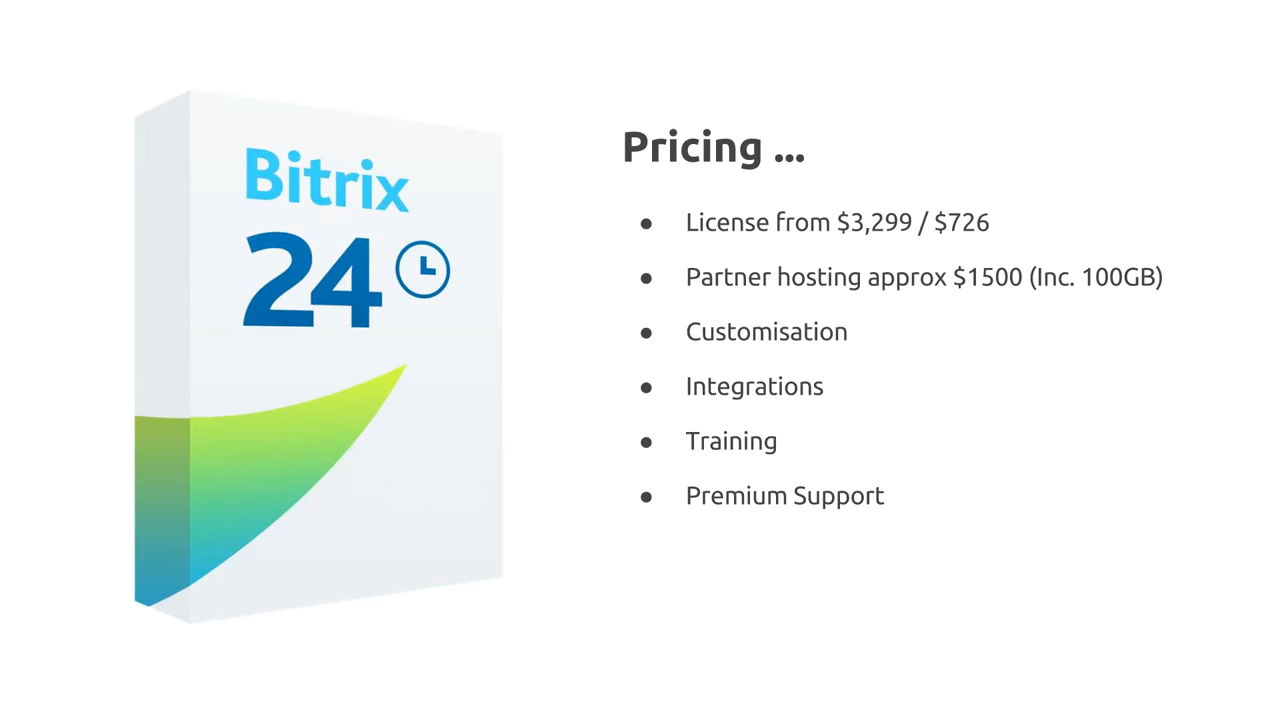 Bitrix
24
Pricing ...
● License from $3,299 / $726
● Partner hosting approx $1500 (Inc. 100GB)
● Customisation
● Integrations
● Training
● Premium Support